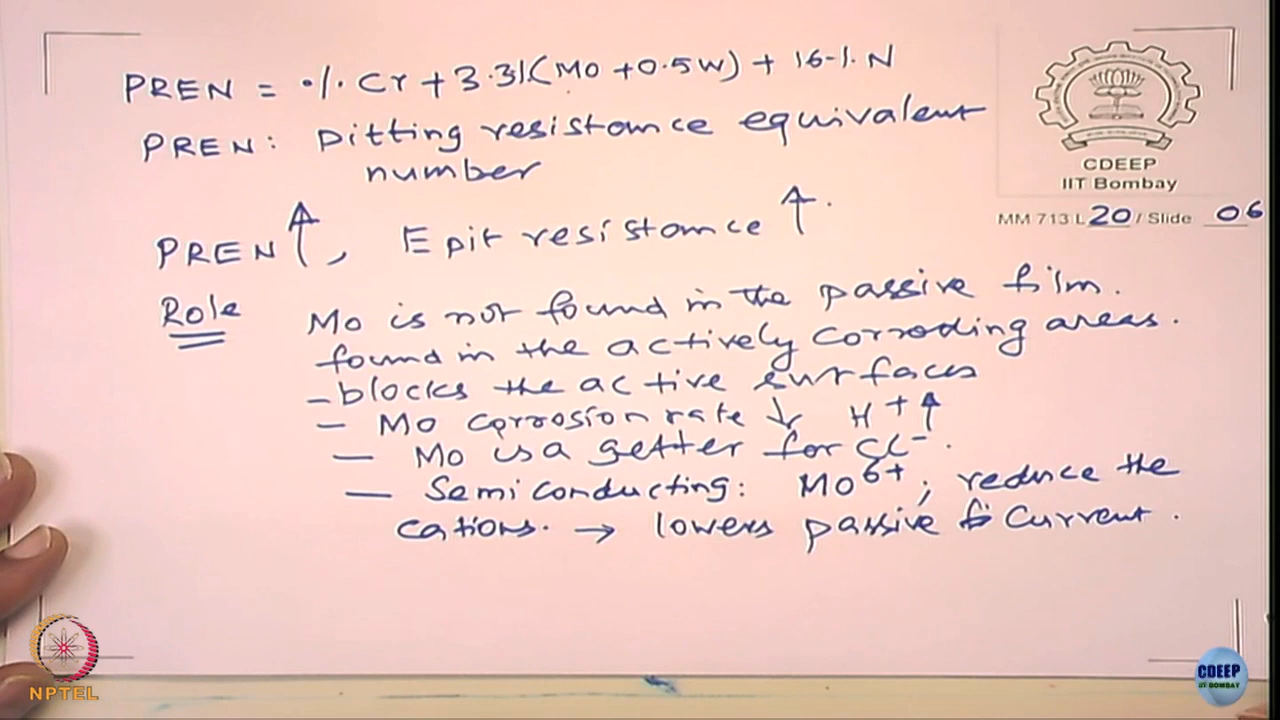 PREN = % Cr + 3.3%(Mo + 0.5W) + 16% N
PREN: Pitting resistance equivalent
number
PREN↑, Epit resistance ↑.
Role Mo is not found in the passive film.
found in the actively corroding areas.
- blocks the active surfaces
- Mo corrosion rate ↓ H+↑
- Mo is a getter for Cl-.
- Semiconducting: Mo6+; reduce the
cations. → lowers passive current.
CDEEP
IIT Bombay
MM 713 L 20 / Slide 06
NPTEL
CDEEP
IIT BOMBAY